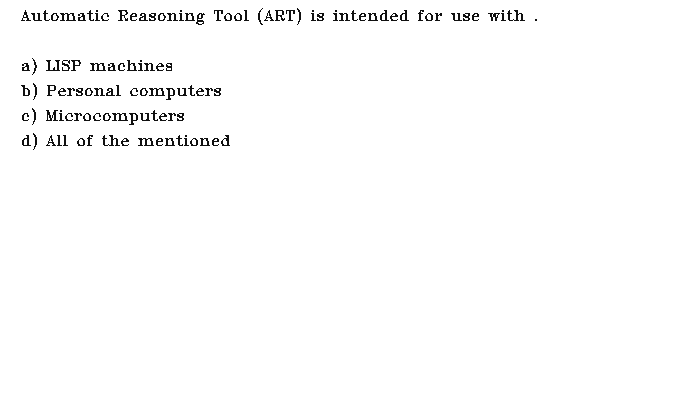 Automatic Reasoning Tool (ART) is intended for use with .
a) LISP machines
b) Personal computers
c) Microcomputers
d) All of the mentioned